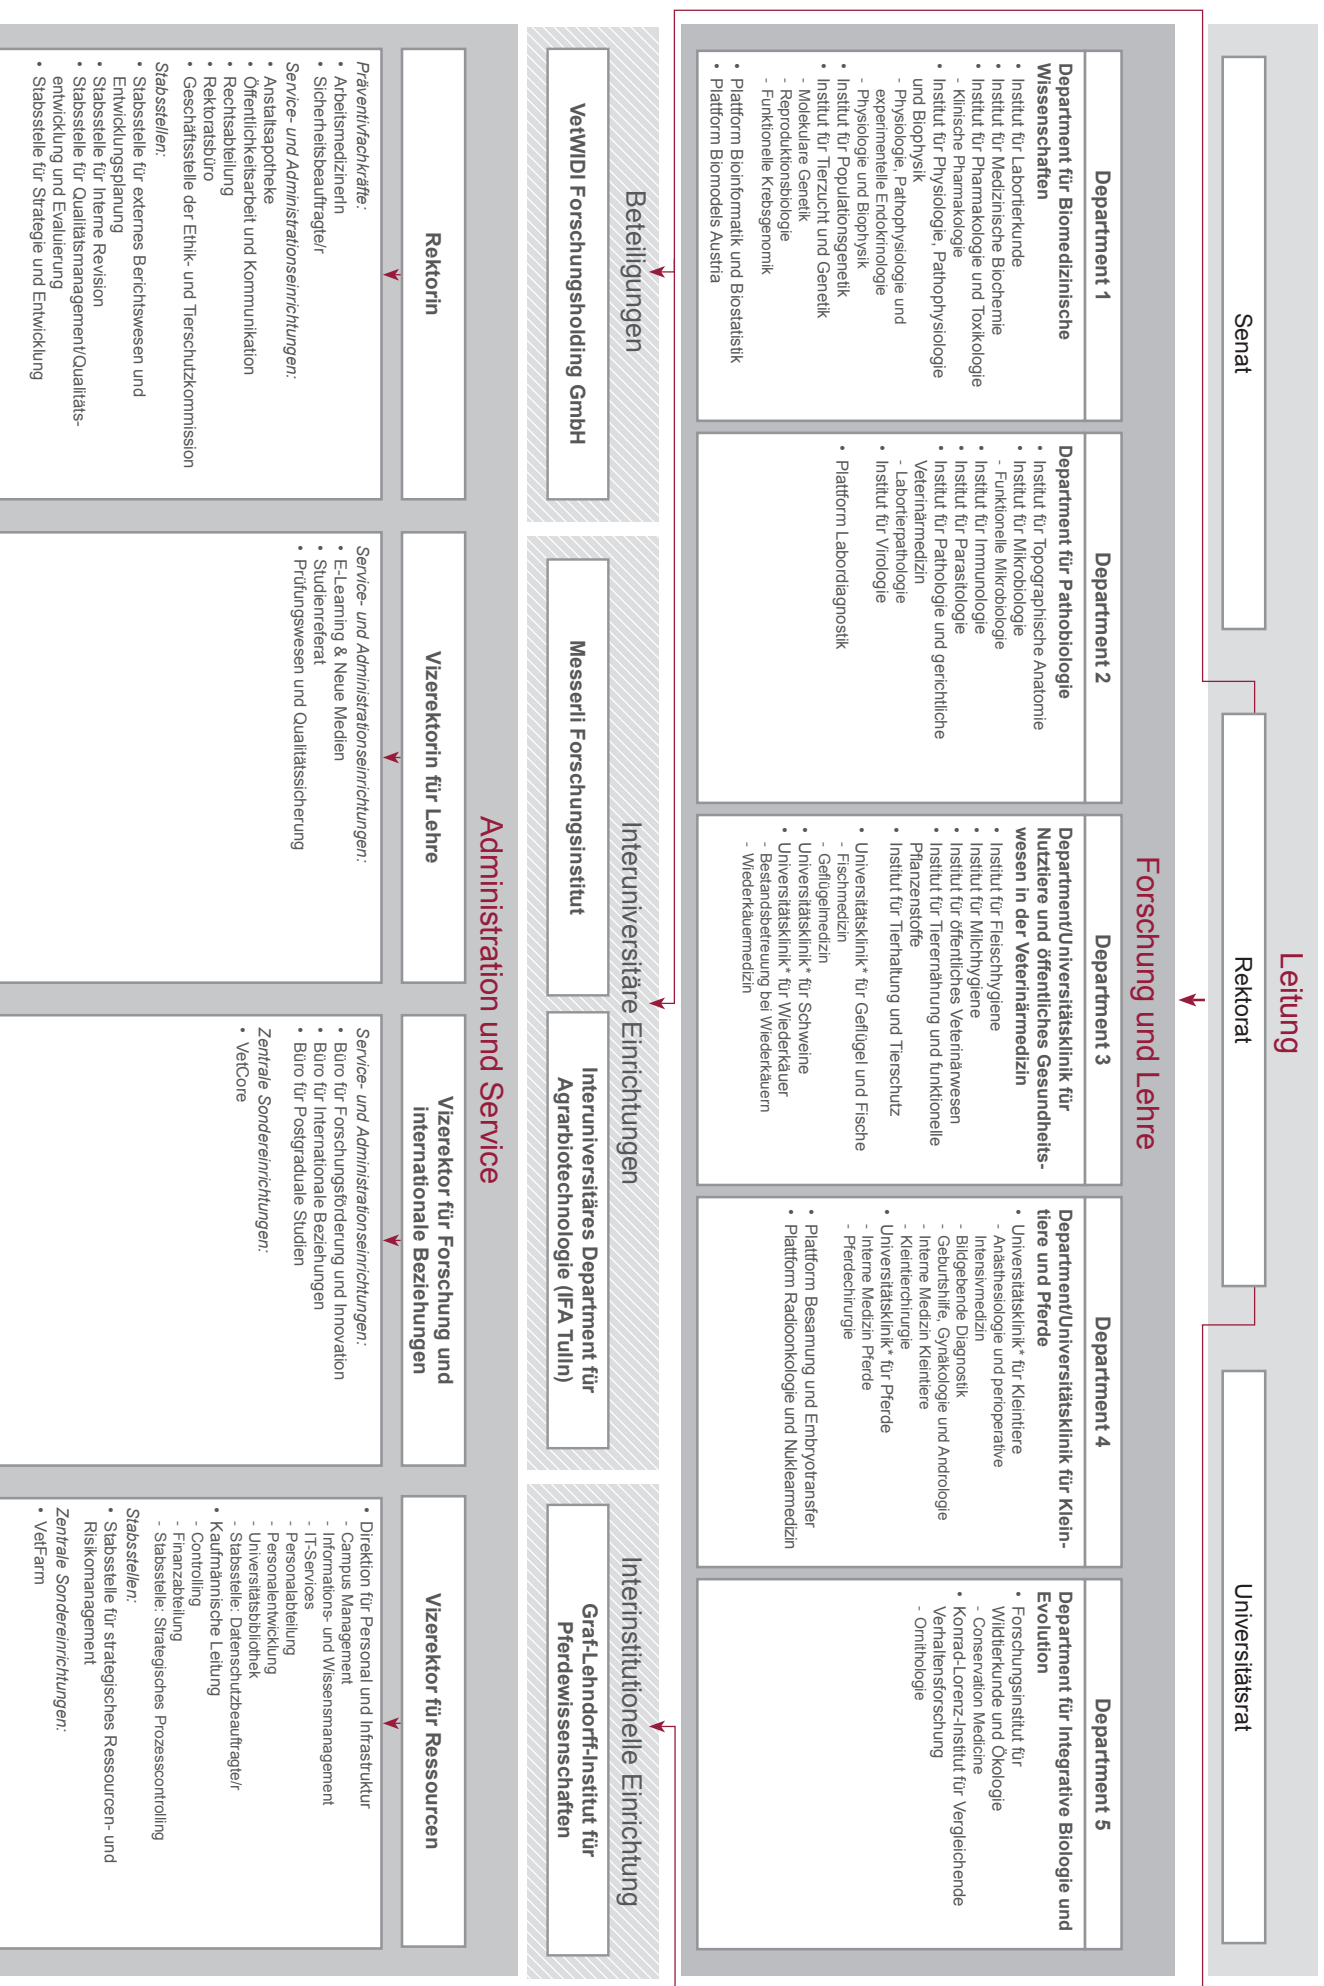 Leitung
Senat
Rektorat
Universitätsrat
Forschung und Lehre
Department 1
Department für Biomedizinische
Wissenschaften
• Institut für Labortierkunde
• Institut für Medizinische Biochemie
• Institut für Pharmakologie und Toxikologie
- Klinische Pharmakologie
• Institut für Physiologie, Pathophysiologie
und Biophysik
- Physiologie, Pathophysiologie und
experimentelle Endokrinologie
- Physiologie und Biophysik
• Institut für Populationsgenetik
• Institut für Tierzucht und Genetik
- Molekulare Genetik
- Reproduktionsbiologie
- Funktionelle Krebsgenomik
• Plattform Bioinformatik und Biostatistik
• Plattform Biomodels Austria
Department 2
Department für Pathobiologie
• Institut für Topographische Anatomie
• Institut für Mikrobiologie
- Funktionelle Mikrobiologie
• Institut für Immunologie
• Institut für Parasitologie
• Institut für Pathologie und gerichtliche
Veterinärmedizin
- Labortierpathologie
• Institut für Virologie
• Plattform Labordiagnostik
Department 3
Department/Universitätsklinik für
Nutztiere und öffentliches Gesundheits-
wesen in der Veterinärmedizin
• Institut für Fleischhygiene
• Institut für Milchhygiene
• Institut für öffentliches Veterinärwesen
• Institut für Tierernährung und funktionelle
Pflanzenstoffe
• Institut für Tierhaltung und Tierschutz
• Universitätsklinik* für Geflügel und Fische
- Fischmedizin
- Geflügelmedizin
• Universitätsklinik* für Schweine
• Universitätsklinik* für Wiederkäuer
- Bestandsbetreuung bei Wiederkäuern
- Wiederkäuermedizin
Department 4
Department/Universitätsklinik für Klein-
tiere und Pferde
• Universitätsklinik* für Kleintiere
- Anästhesiologie und perioperative
Intensivmedizin
- Bildgebende Diagnostik
- Geburtshilfe, Gynäkologie und Andrologie
- Interne Medizin Kleintiere
- Kleintierchirurgie
• Universitätsklinik* für Pferde
- Interne Medizin Pferde
- Pferdechirurgie
• Plattform Besamung und Embryotransfer
• Plattform Radioonkologie und Nuklearmedizin
Department 5
Department für Integrative Biologie und
Evolution
• Forschungsinstitut für
Wildtierkunde und Ökologie
- Conservation Medicine
• Konrad-Lorenz-Institut für Vergleichende
Verhaltensforschung
- Ornithologie
Beteiligungen
VetWIDI Forschungsholding GmbH
Interuniversitäre Einrichtungen
Messerli Forschungsinstitut
Interuniversitäres Department für
Agrarbiotechnologie (IFA Tulln)
Interinstitutionelle Einrichtung
Graf-Lehndorff-Institut für
Pferdewissenschaften
Administration und Service
Rektorin
Präventivfachkräfte:
• ArbeitsmedizinerIn
• Sicherheitsbeauftragte/r
Service- und Administrationseinrichtungen:
• Anstaltsapotheke
• Öffentlichkeitsarbeit und Kommunikation
• Rechtsabteilung
• Rektoratsbüro
• Geschäftsstelle der Ethik- und Tierschutzkommission
Stabsstellen:
• Stabsstelle für externes Berichtswesen und
Entwicklungsplanung
• Stabsstelle für Interne Revision
• Stabsstelle für Qualitätsmanagement/Qualitäts-
entwicklung und Evaluierung
• Stabsstelle für Strategie und Entwicklung
Vizerektorin für Lehre
Service- und Administrationseinrichtungen:
• E-Learning & Neue Medien
• Studienreferat
• Prüfungswesen und Qualitätssicherung
Vizerektor für Forschung und
internationale Beziehungen
Service- und Administrationseinrichtungen:
• Büro für Forschungsförderung und Innovation
• Büro für Internationale Beziehungen
• Büro für Postgraduale Studien
Zentrale Sondereinrichtungen:
• VetCore
Vizerektor für Ressourcen
• Direktion für Personal und Infrastruktur
- Campus Management
- Informations- und Wissensmanagement
- IT-Services
- Personalabteilung
- Personalentwicklung
- Universitätsbibliothek
- Stabsstelle: Datenschutzbeauftragte/r
• Kaufmännische Leitung
- Controlling
- Finanzabteilung
- Stabsstelle: Strategisches Prozesscontrolling
Stabsstellen:
• Stabsstelle für strategisches Ressourcen- und
Risikomanagement
Zentrale Sondereinrichtungen:
• VetFarm